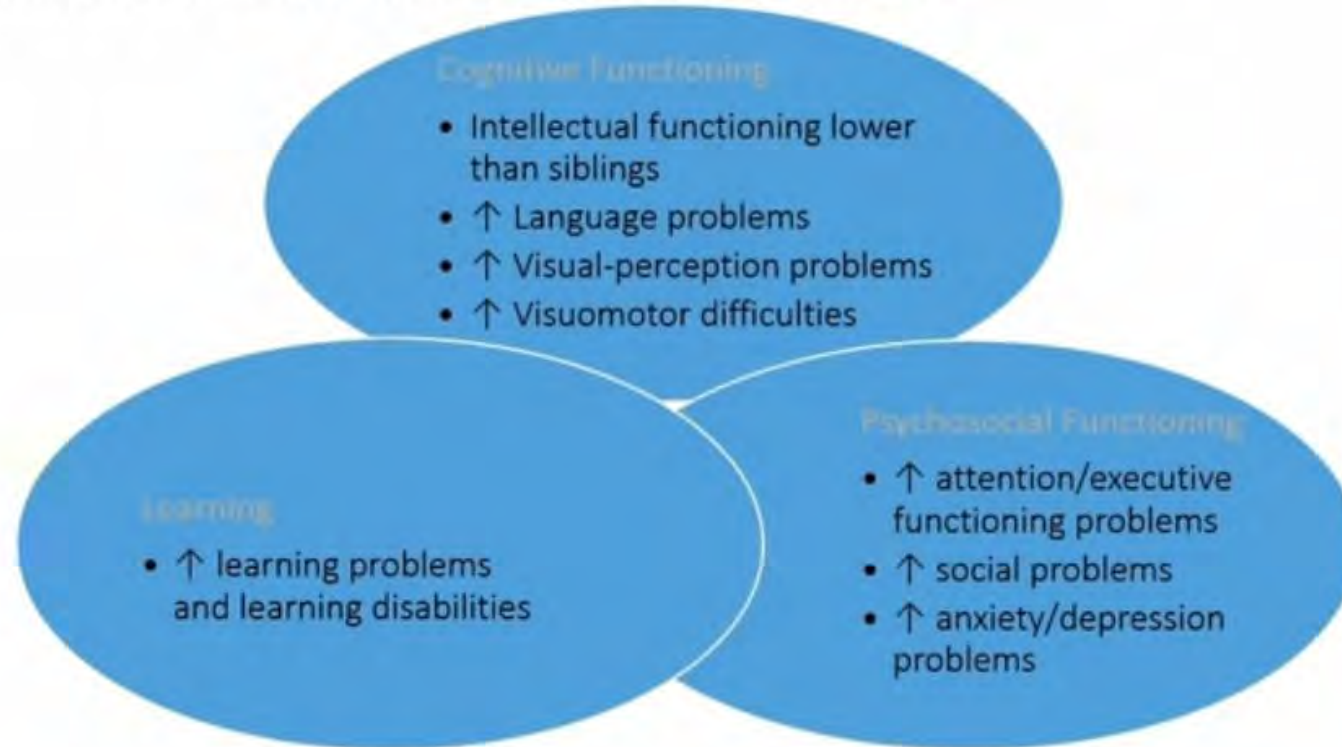 Cognitive Functioning
• Intellectual functioning lower
than siblings
• ↑ Language problems
• ↑ Visual-perception problems
• ↑ Visuomotor difficulties
Learning
• ↑ learning problems
and learning disabilities
Psychosocial Functioning
• ↑ attention/executive
functioning problems
• ↑ social problems
• ↑ anxiety/depression
problems